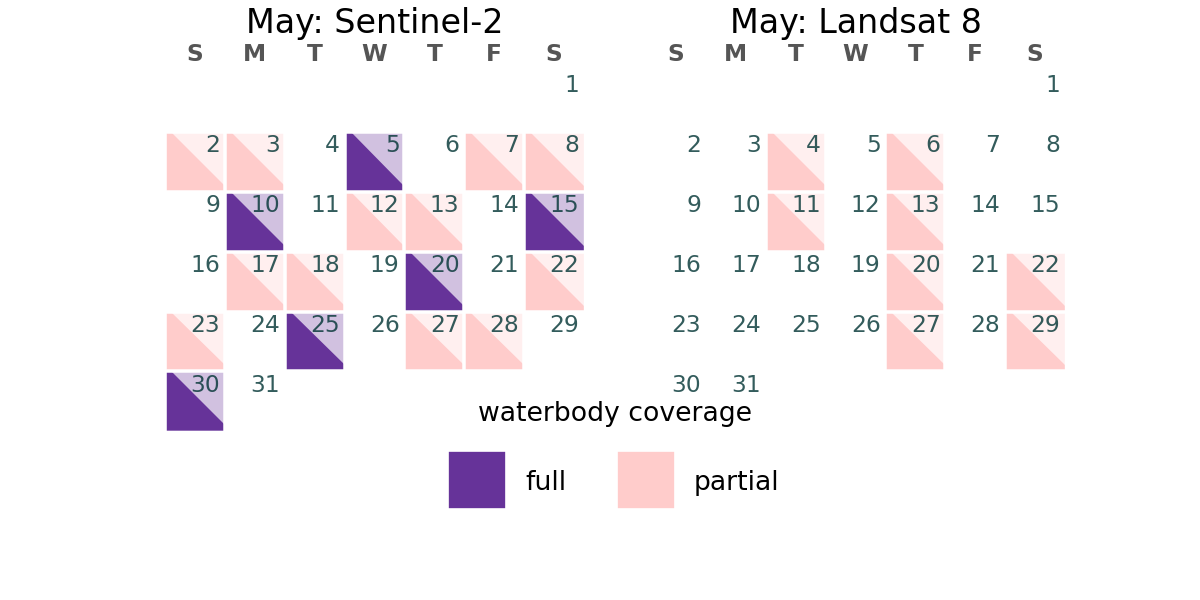 May: Sentinel-2
S M T W T F S
1
2 3 4 5 6 7 8
9 10 11 12 13 14 15
16 17 18 19 20 21 22
23 24 25 26 27 28 29
30 31
May: Landsat 8
S M T W T F S
1
2 3 4 5 6 7 8
9 10 11 12 13 14 15
16 17 18 19 20 21 22
23 24 25 26 27 28 29
30 31
waterbody coverage
full
partial